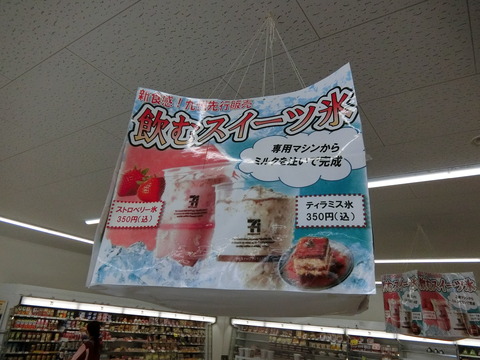 新食感！九州先行販売
飲むスイーツ氷
専用マシンから
ミルクを注いで完成
ストロベリー氷
350円(込)
ティラミス氷
350円(込)